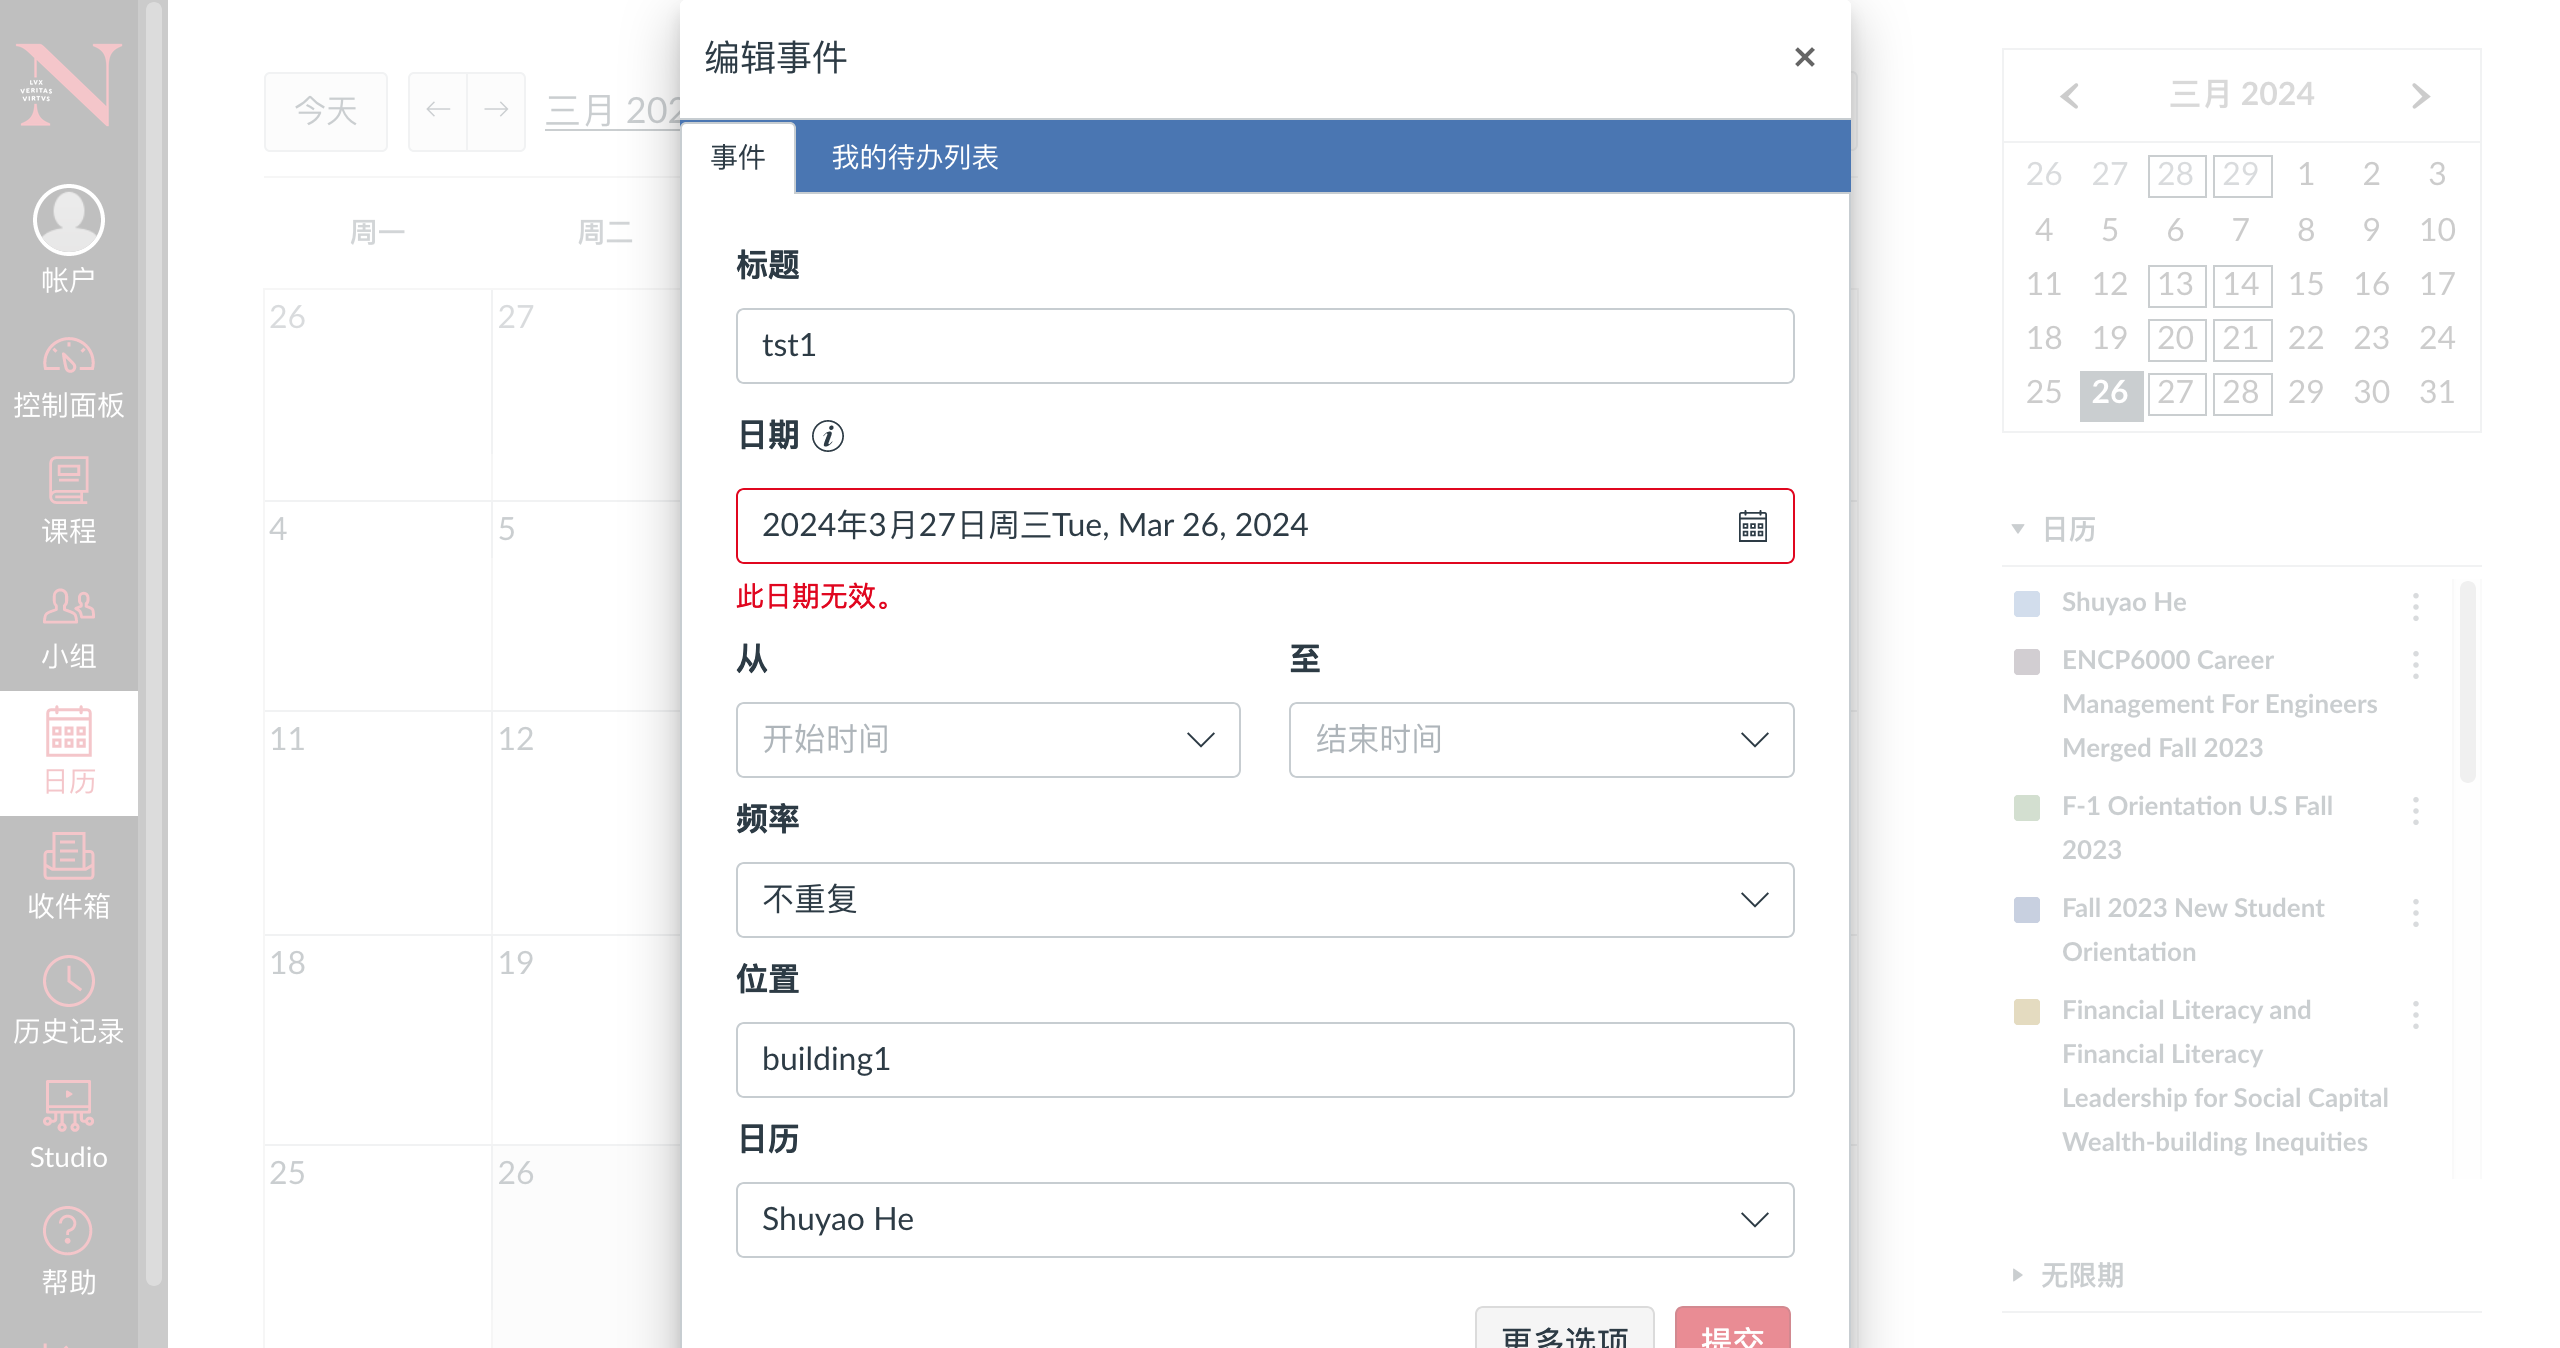 LVX
VERITAS
VIRTVS
帐户
控制面板
课程
小组
日历
收件箱
历史记录
Studio
帮助
今天
三月 202
周一
周二
26
27
4
5
11
12
18
19
25
26
编辑事件
事件
我的待办列表
标题
tst1
日期
2024年3月27日周三Tue, Mar 26, 2024
此日期无效。
从
至
开始时间
结束时间
频率
不重复
位置
building1
日历
Shuyao He
更多选项
提交
三月 2024
26 27 28 29 1 2 3
4 5 6 7 8 9 10
11 12 13 14 15 16 17
18 19 20 21 22 23 24
25 26 27 28 29 30 31
日历
Shuyao He
ENCP6000 Career
Management For Engineers
Merged Fall 2023
F-1 Orientation U.S Fall
2023
Fall 2023 New Student
Orientation
Financial Literacy and
Financial Literacy
Leadership for Social Capital
Wealth-building Inequities
无限期